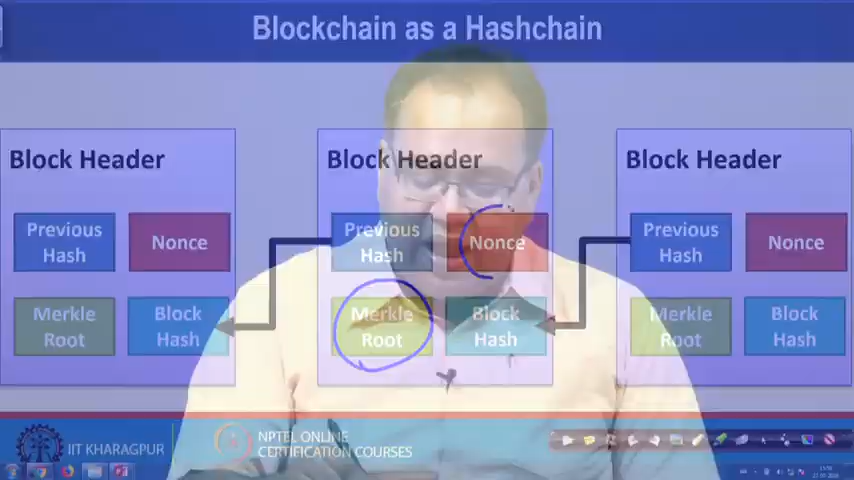 Blockchain as a Hashchain
Block Header
Previous
Hash
Nonce
Merkle
Root
Block
Hash
Block Header
Previous
Hash
Nonce
Merkle
Root
Block
Hash
Block Header
Previous
Hash
Nonce
Merkle
Root
Block
Hash
IIT KHARAGPUR
NPTEL ONLINE
CERTIFICATION COURSES